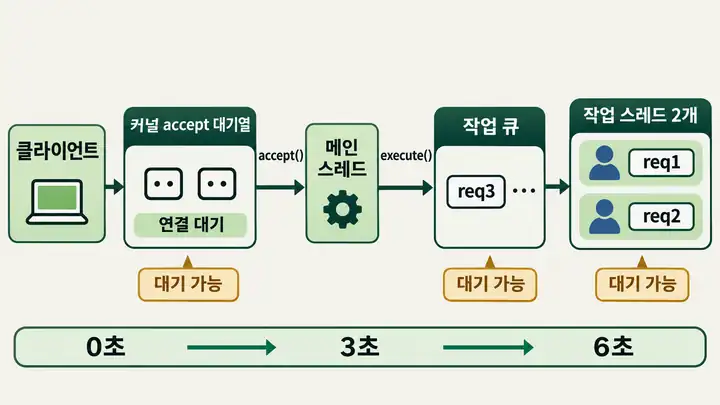 클라이언트
커널 accept 대기열
연결 대기
대기 가능
accept()
메인
스레드
execute()
작업 큐
req3 ···
대기 가능
작업 스레드 2개
req1
req2
대기 가능
0초
3초
6초